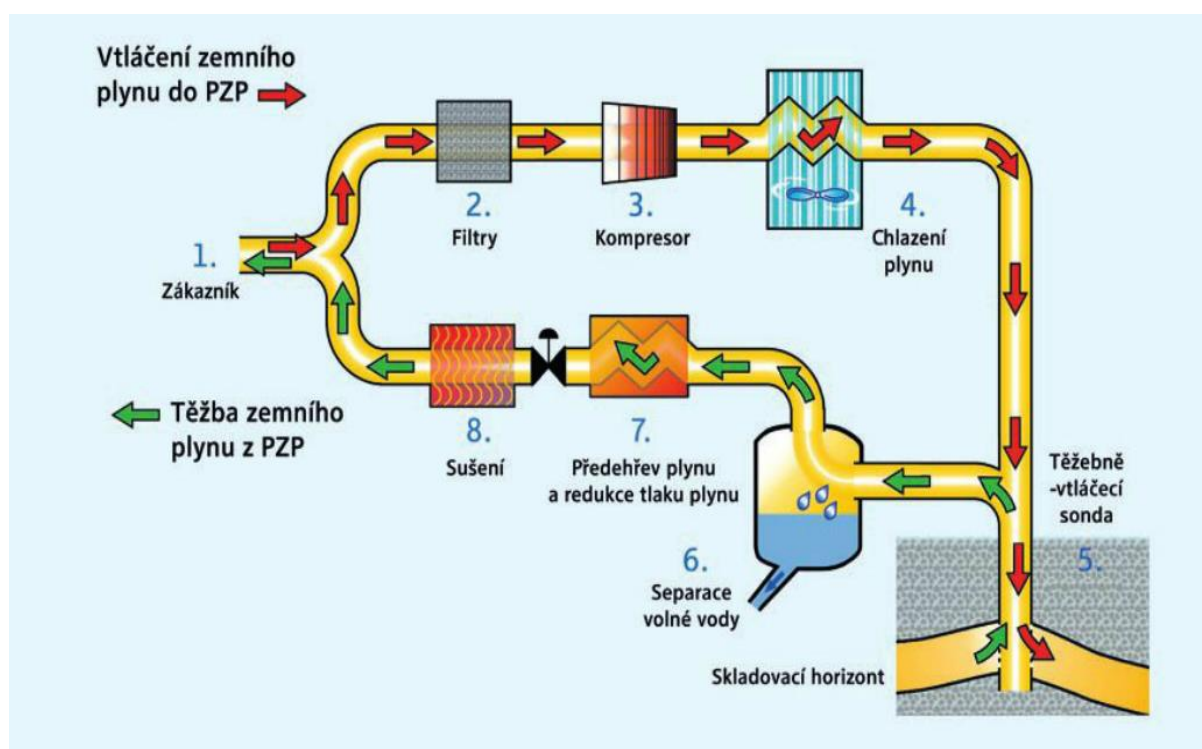 Vtláčení zemního
plynu do PZP
2.
Filtry
3.
Kompresor
4.
Chlazení
plynu
1.
Zákazník
Těžba zemního
plynu z PZP
8.
Sušení
7.
Předehřev plynu
a redukce tlaku plynu
6.
Separace
volné vody
Těžebně
-vtláčecí
sonda
5.
Skladovací horizont